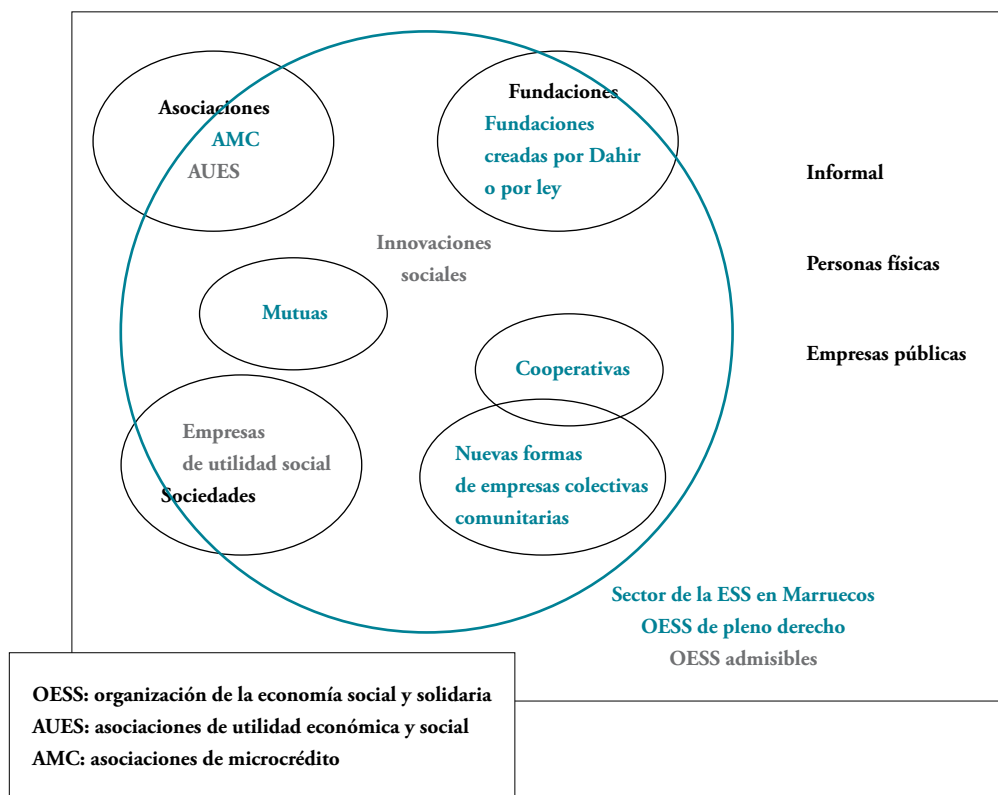 Asociaciones
AMC
AUES
Fundaciones
Fundaciones
creadas por Dahir
o por ley
Informal
Innovaciones
sociales
Personas físicas
Mutuas
Empresas públicas
Cooperativas
Empresas
de utilidad social
Sociedades
Nuevas formas
de empresas colectivas
comunitarias
Sector de la ESS en Marruecos
OESS de pleno derecho
OESS admisibles
OESS: organización de la economía social y solidaria
AUES: asociaciones de utilidad económica y social
AMC: asociaciones de microcrédito